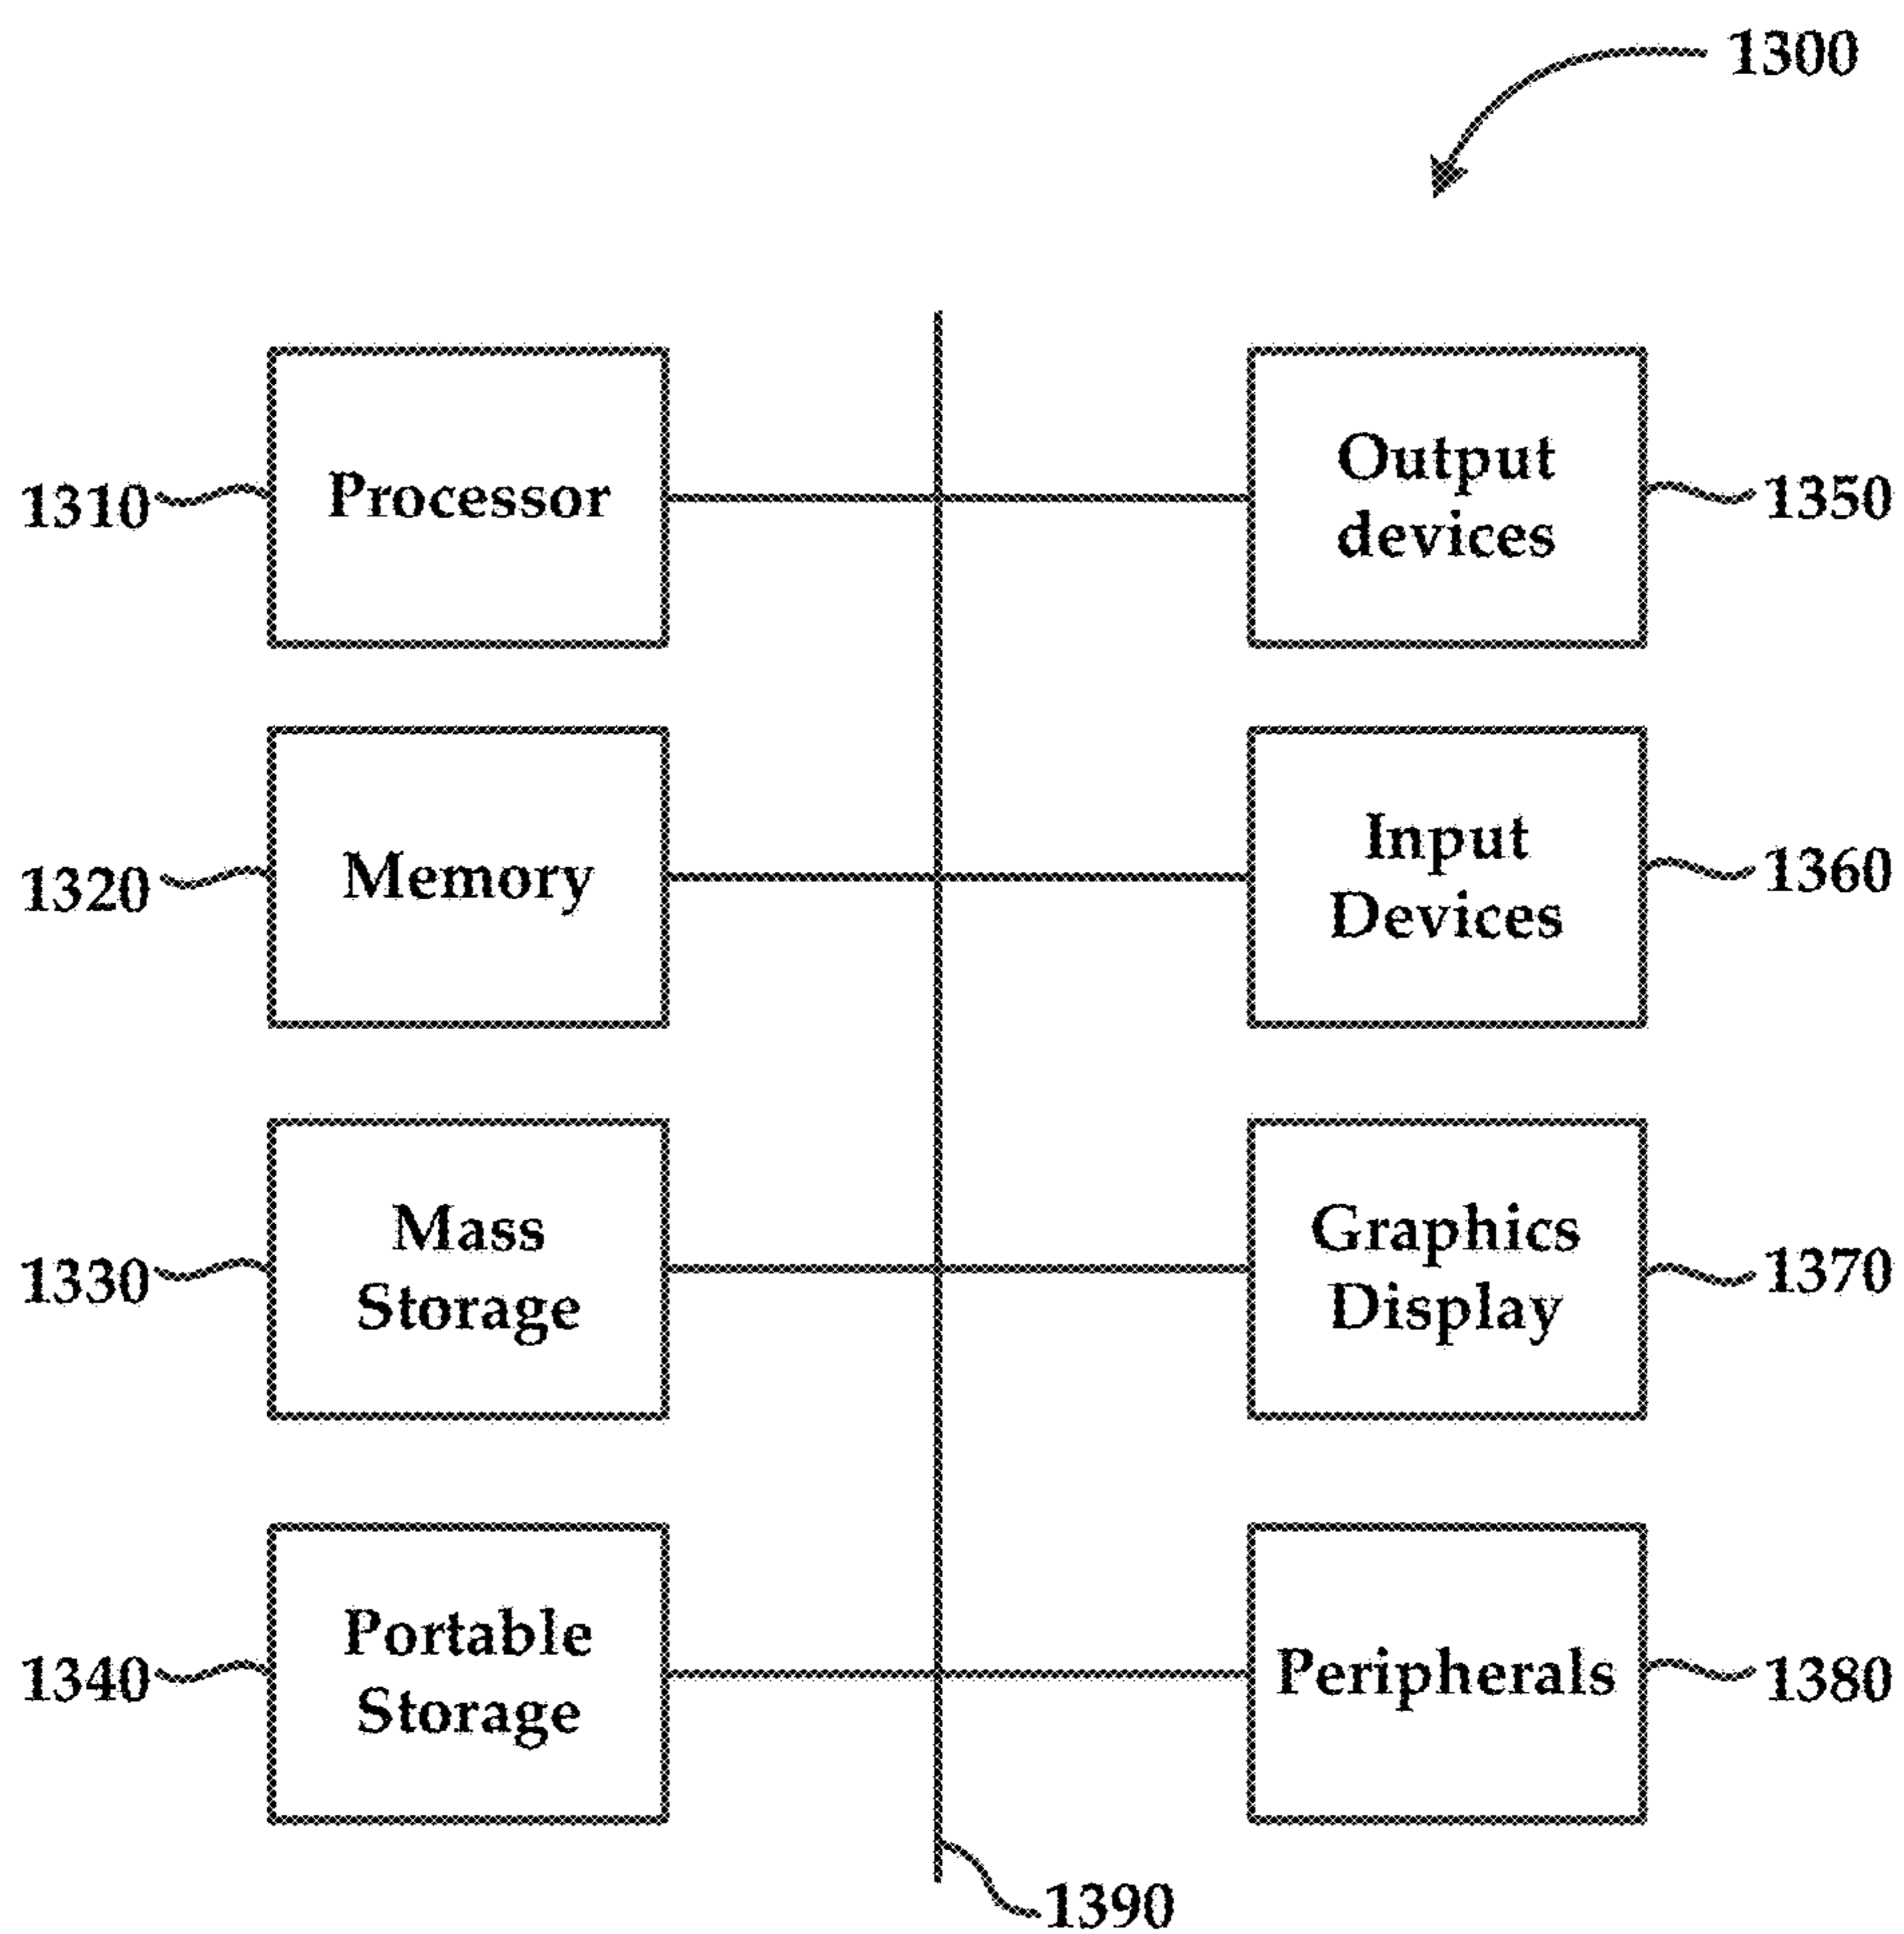 1300
1310
Processor
Output
devices
1350
1320
Memory
Input
Devices
1360
1330
Mass
Storage
Graphics
Display
1370
1340
Portable
Storage
Peripherals
1380
1390